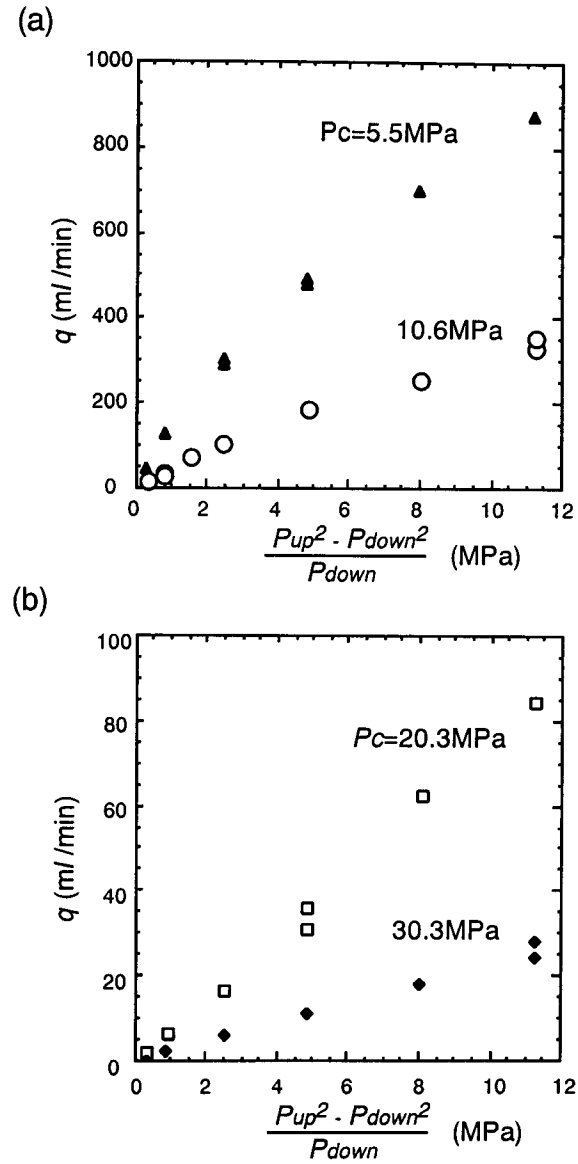 (a)
1000
800
600
400
200
0
q (ml /min)
Pc=5.5MPa
10.6MPa
0 2 4 6 8 10 12
Pup² - Pdown²
Pdown
(MPa)
(b)
100
80
60
40
20
0
q (ml /min)
Pc=20.3MPa
30.3MPa
0 2 4 6 8 10 12
Pup² - Pdown²
Pdown
(MPa)